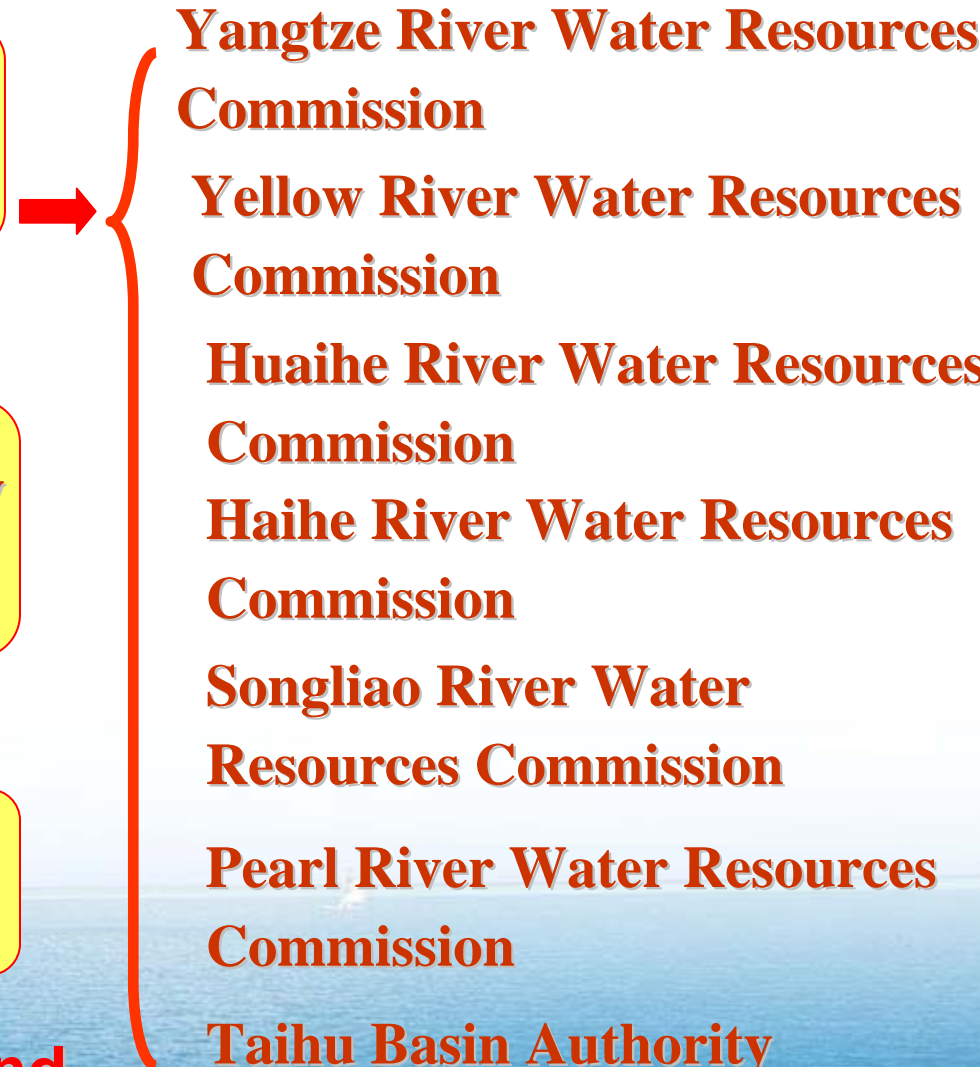 Yangtze River Water Resources
Commission
Yellow River Water Resources
Commission
Huaihe River Water Resources
Commission
Haihe River Water Resources
Commission
Songliao River Water
Resources Commission
Pearl River Water Resources
Commission
Taihu Basin Authority